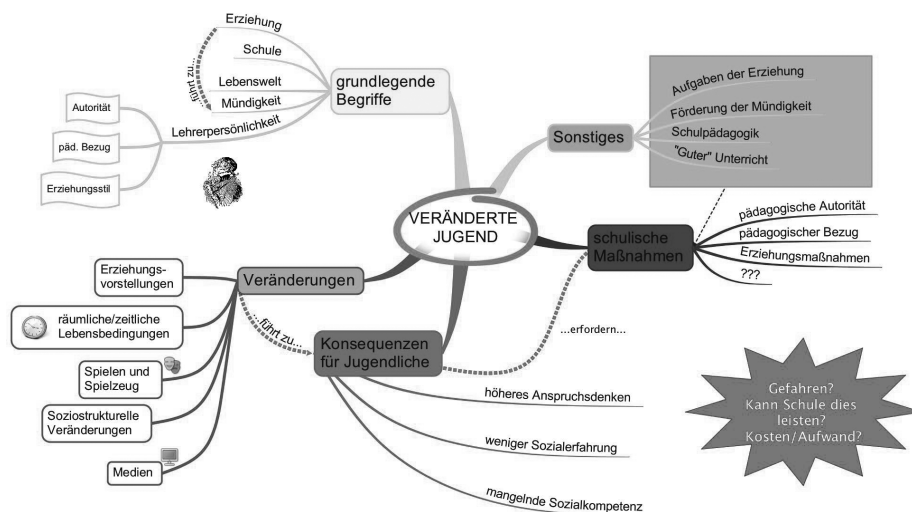 Erziehung
Schule
Lebenswelt
Mündigkeit
Lehrerpersönlichkeit
...führt zu...
Autorität
päd. Bezug
Erziehungsstil
grundlegende
Begriffe
Sonstiges
Aufgaben der Erziehung
Förderung der Mündigkeit
Schulpädagogik
"Guter" Unterricht
VERÄNDERTE
JUGEND
schulische
Maßnahmen
pädagogische Autorität
pädagogischer Bezug
Erziehungsmaßnahmen
???
Veränderungen
Erziehungs-
vorstellungen
räumliche/zeitliche
Lebensbedingungen
Spielen und
Spielzeug
Soziostrukturelle
Veränderungen
Medien
...führt zu...
Konsequenzen
für Jugendliche
...erfordern...
höheres Anspruchsdenken
weniger Sozialerfahrung
mangelnde Sozialkompetenz
Gefahren?
Kann Schule dies
leisten?
Kosten/Aufwand?